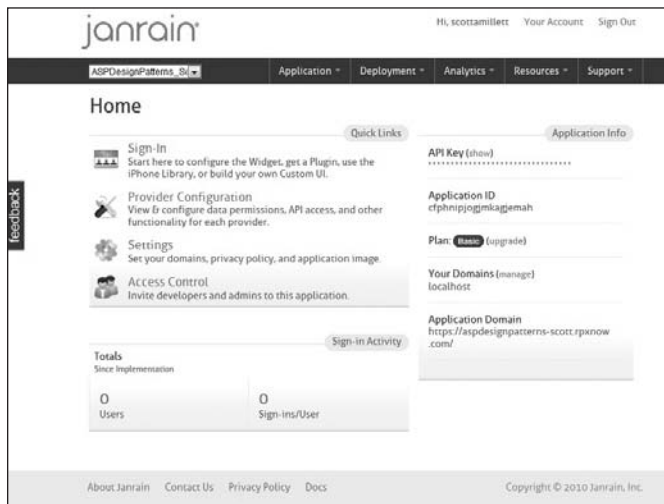 janrain
Hi, scottamillett Your Account Sign Out
ASPDesignPatterns_S
Application Deployment Analytics Resources Support
Home
Quick Links
Sign-In
Start here to configure the Widget, get a Plugin, use the
iPhone Library, or build your own Custom UI.
Provider Configuration
View & configure data permissions, API access, and other
functionality for each provider.
Settings
Set your domains, privacy policy, and application image.
Access Control
Invite developers and admins to this application.
Sign-in Activity
Totals
Since Implementation
0
Users
0
Sign-ins/User
Application Info
API Key (show)
Application ID
cfphnipjogjmkagjemah
Plan: Basic (upgrade)
Your Domains (manage)
localhost
Application Domain
https://aspdesignpatterns-scott.rpxnow
.com/
feedback
About Janrain Contact Us Privacy Policy Docs
Copyright © 2010 Janrain, Inc.